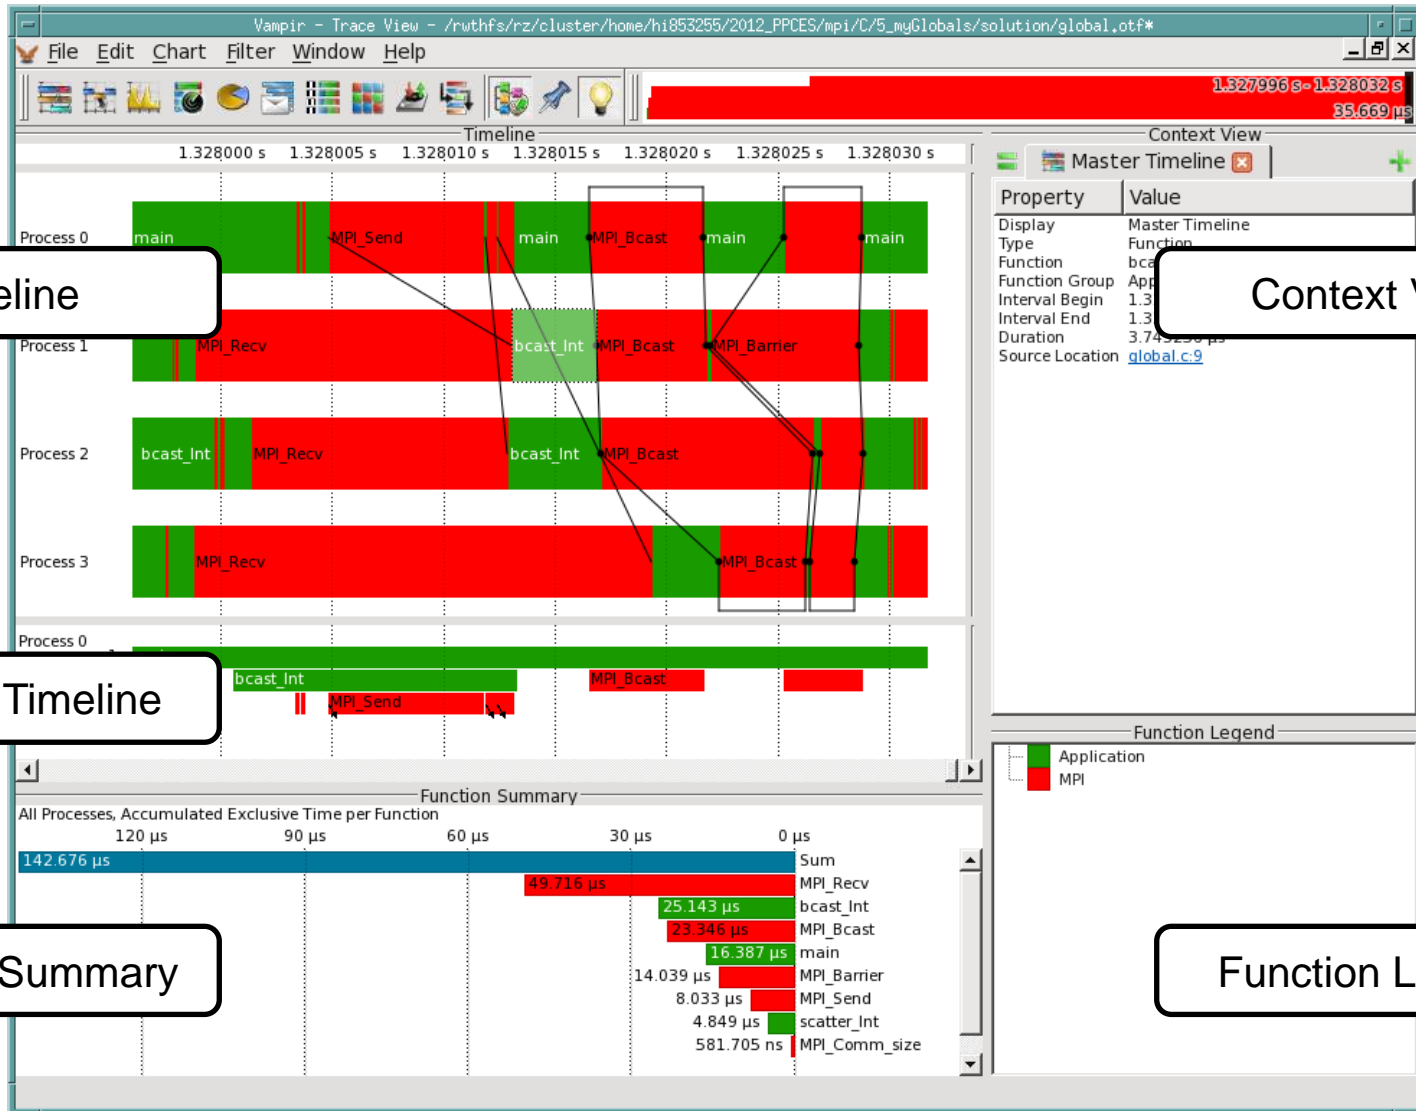 Vampir - Trace View - /rwthfs/rz/cluster/home/hi853255/2012_PPCES/mpi/C/5_myGlobals/solution/global.otf*
File Edit Chart Filter Window Help
1.327996 s - 1.328032 s
35.669 µs
Timeline
1.328000 s 1.328005 s 1.328010 s 1.328015 s 1.328020 s 1.328025 s 1.328030 s
Process 0
main MPI_Send main MPI_Bcast main main
eline
Process 1
MPI_Recv bcast_Int MPI_Bcast MPI_Barrier
Process 2
bcast_Int MPI_Recv bcast_Int MPI_Bcast
Process 3
MPI_Recv MPI_Bcast
Process 0
bcast_Int MPI_Bcast
MPI_Send
Timeline
Context View
Master Timeline
Property Value
Display Master Timeline
Type Function
Function bca
Function Group App
Interval Begin 1.3
Interval End 1.3
Duration
Source Location global.c:9
Context V
Function Legend
Application
MPI
Function L
Function Summary
All Processes, Accumulated Exclusive Time per Function
120 µs 90 µs 60 µs 30 µs 0 µs
142.676 µs Sum
49.716 µs MPI_Recv
25.143 µs bcast_Int
23.346 µs MPI_Bcast
16.387 µs main
14.039 µs MPI_Barrier
8.033 µs MPI_Send
4.849 µs scatter_Int
581.705 ns MPI_Comm_size
Summary